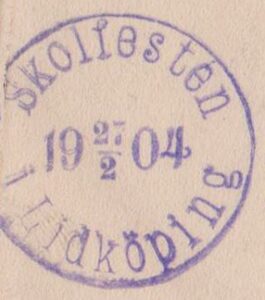 Skolfesten
19 27/2 04
i Lidköping